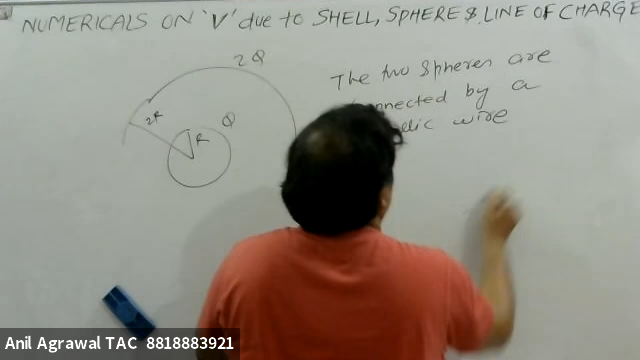 NUMERICALS ON 'V' due to SHELL, SPHERE & LINE OF CHARGE
2Q
2R
Q
R
The two spheres are
connected by a
wire
Anil Agrawal TAC 8818883921